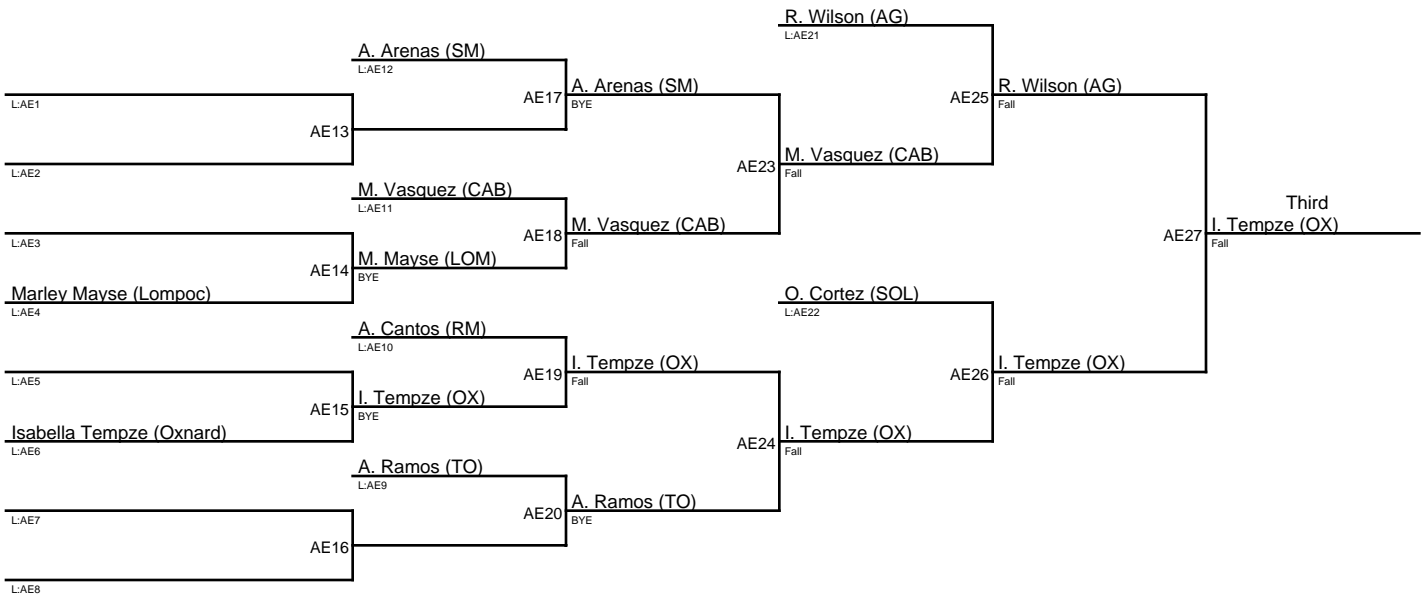 R. Wilson (AG)
L:AE21
A. Arenas (SM)
L:AE12
AE17
A. Arenas (SM)
BYE
AE25
R. Wilson (AG)
Fall
L:AE1
AE13
L:AE2
AE23
M. Vasquez (CAB)
Fall
M. Vasquez (CAB)
L:AE11
Third
L:AE3
AE18
M. Vasquez (CAB)
Fall
AE27
I. Tempze (OX)
Fall
AE14
M. Mayse (LOM)
BYE
Marley Mayse (Lompoc)
L:AE4
O. Cortez (SOL)
L:AE22
A. Cantos (RM)
L:AE10
L:AE5
AE19
I. Tempze (OX)
Fall
AE26
I. Tempze (OX)
Fall
AE15
I. Tempze (OX)
BYE
Isabella Tempze (Oxnard)
L:AE6
AE24
I. Tempze (OX)
Fall
A. Ramos (TO)
L:AE9
L:AE7
AE20
A. Ramos (TO)
BYE
AE16
L:AE8